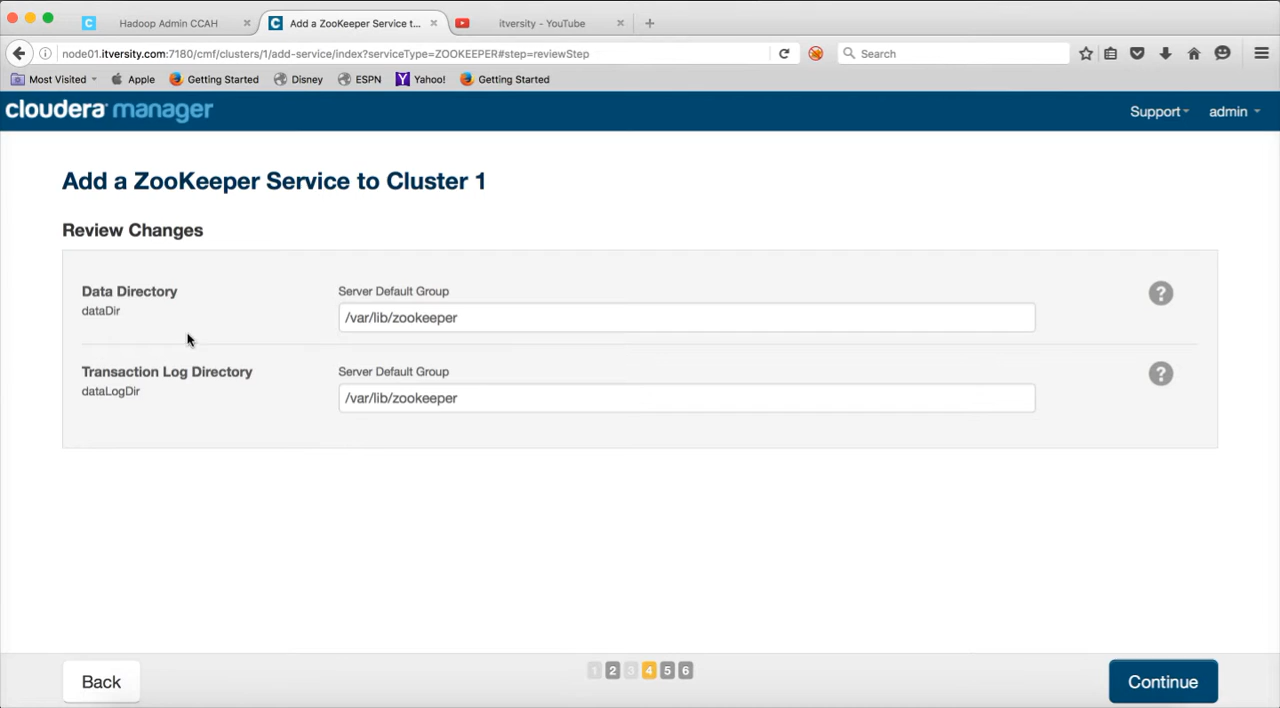 Hadoop Admin CCAH
Add a ZooKeeper Service t...
itversity - YouTube
node01.itversity.com:7180/cmf/clusters/1/add-service/index?serviceType=ZOOKEEPER#step=reviewStep
Search
Most Visited
Apple
Getting Started
Disney
ESPN
Yahoo!
Getting Started
cloudera manager
Support
admin
Add a ZooKeeper Service to Cluster 1
Review Changes
Data Directory
dataDir
Server Default Group
/var/lib/zookeeper
?
Transaction Log Directory
dataLogDir
Server Default Group
/var/lib/zookeeper
?
Back
1 2 3 4 5 6
Continue